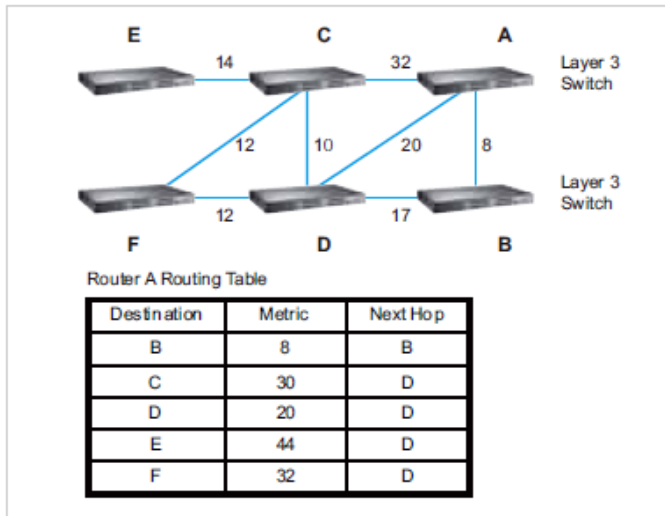 E C A
14 32 Layer 3
Switch
12 10 20 8
Layer 3
Switch
12 17
F D B
Router A Routing Table
Destination Metric Next Hop
B 8 B
C 30 D
D 20 D
E 44 D
F 32 D